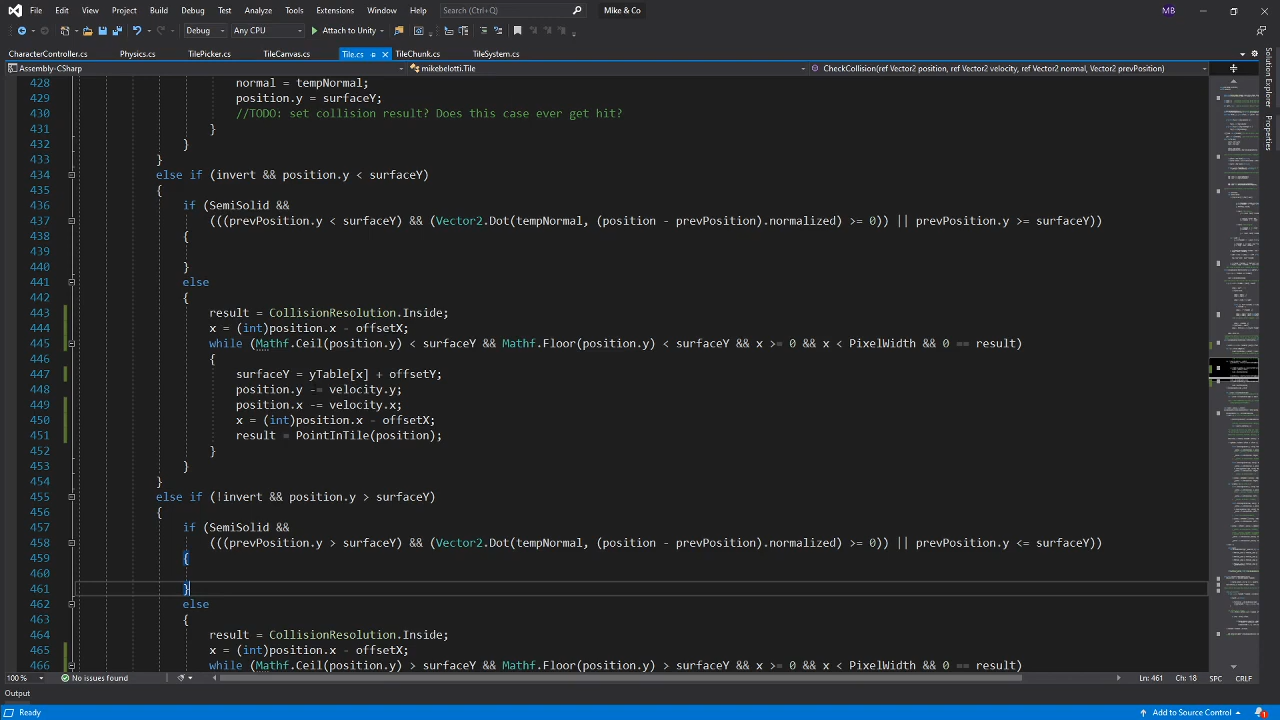 File Edit View Project Build Debug Test Analyze Tools Extensions Window Help Search (Ctrl+Q) Mike & Co MB
Debug Any CPU Attach to Unity
CharacterController.cs Physics.cs TilePicker.cs TileCanvas.cs Tile.cs TileChunk.cs TileSystem.cs
Assembly-CSharp mikebelotti.Tile CheckCollision(ref Vector2 position, ref Vector2 velocity, ref Vector2 normal, Vector2 prevPosition)
428 normal = tempNormal;
429 position.y = surfaceY;
430 //TODO: set collision result? Does this case ever get hit?
431 }
432 }
433 }
434 else if (invert && position.y < surfaceY)
435 {
436 if (SemiSolid &&
437 (((prevPosition.y < surfaceY) && (Vector2.Dot(tempNormal, (position - prevPosition).normalized) >= 0)) || prevPosition.y >= surfaceY))
438 {
439
440 }
441 else
442 {
443 result = CollisionResolution.Inside;
444 x = (int)position.x - offsetX;
445 while (Mathf.Ceil(position.y) < surfaceY && Mathf.Floor(position.y) < surfaceY && x >= 0 && x < PixelWidth && 0 == result)
446 {
447 surfaceY = yTable[x] + offsetY;
448 position.y -= velocity.y;
449 position.x -= velocity.x;
450 x = (int)position.x - offsetX;
451 result = PointInTile(position);
452 }
453 }
454 }
455 else if (!invert && position.y > surfaceY)
456 {
457 if (SemiSolid &&
458 (((prevPosition.y > surfaceY) && (Vector2.Dot(tempNormal, (position - prevPosition).normalized) >= 0)) || prevPosition.y <= surfaceY))
459 {
460
461 }
462 else
463 {
464 result = CollisionResolution.Inside;
465 x = (int)position.x - offsetX;
466 while (Mathf.Ceil(position.y) > surfaceY && Mathf.Floor(position.y) > surfaceY && x >= 0 && x < PixelWidth && 0 == result)
100 % No issues found Ln: 461 Ch: 18 SPC CRLF
Output
Ready Add to Source Control 1
Solution Explorer
Properties